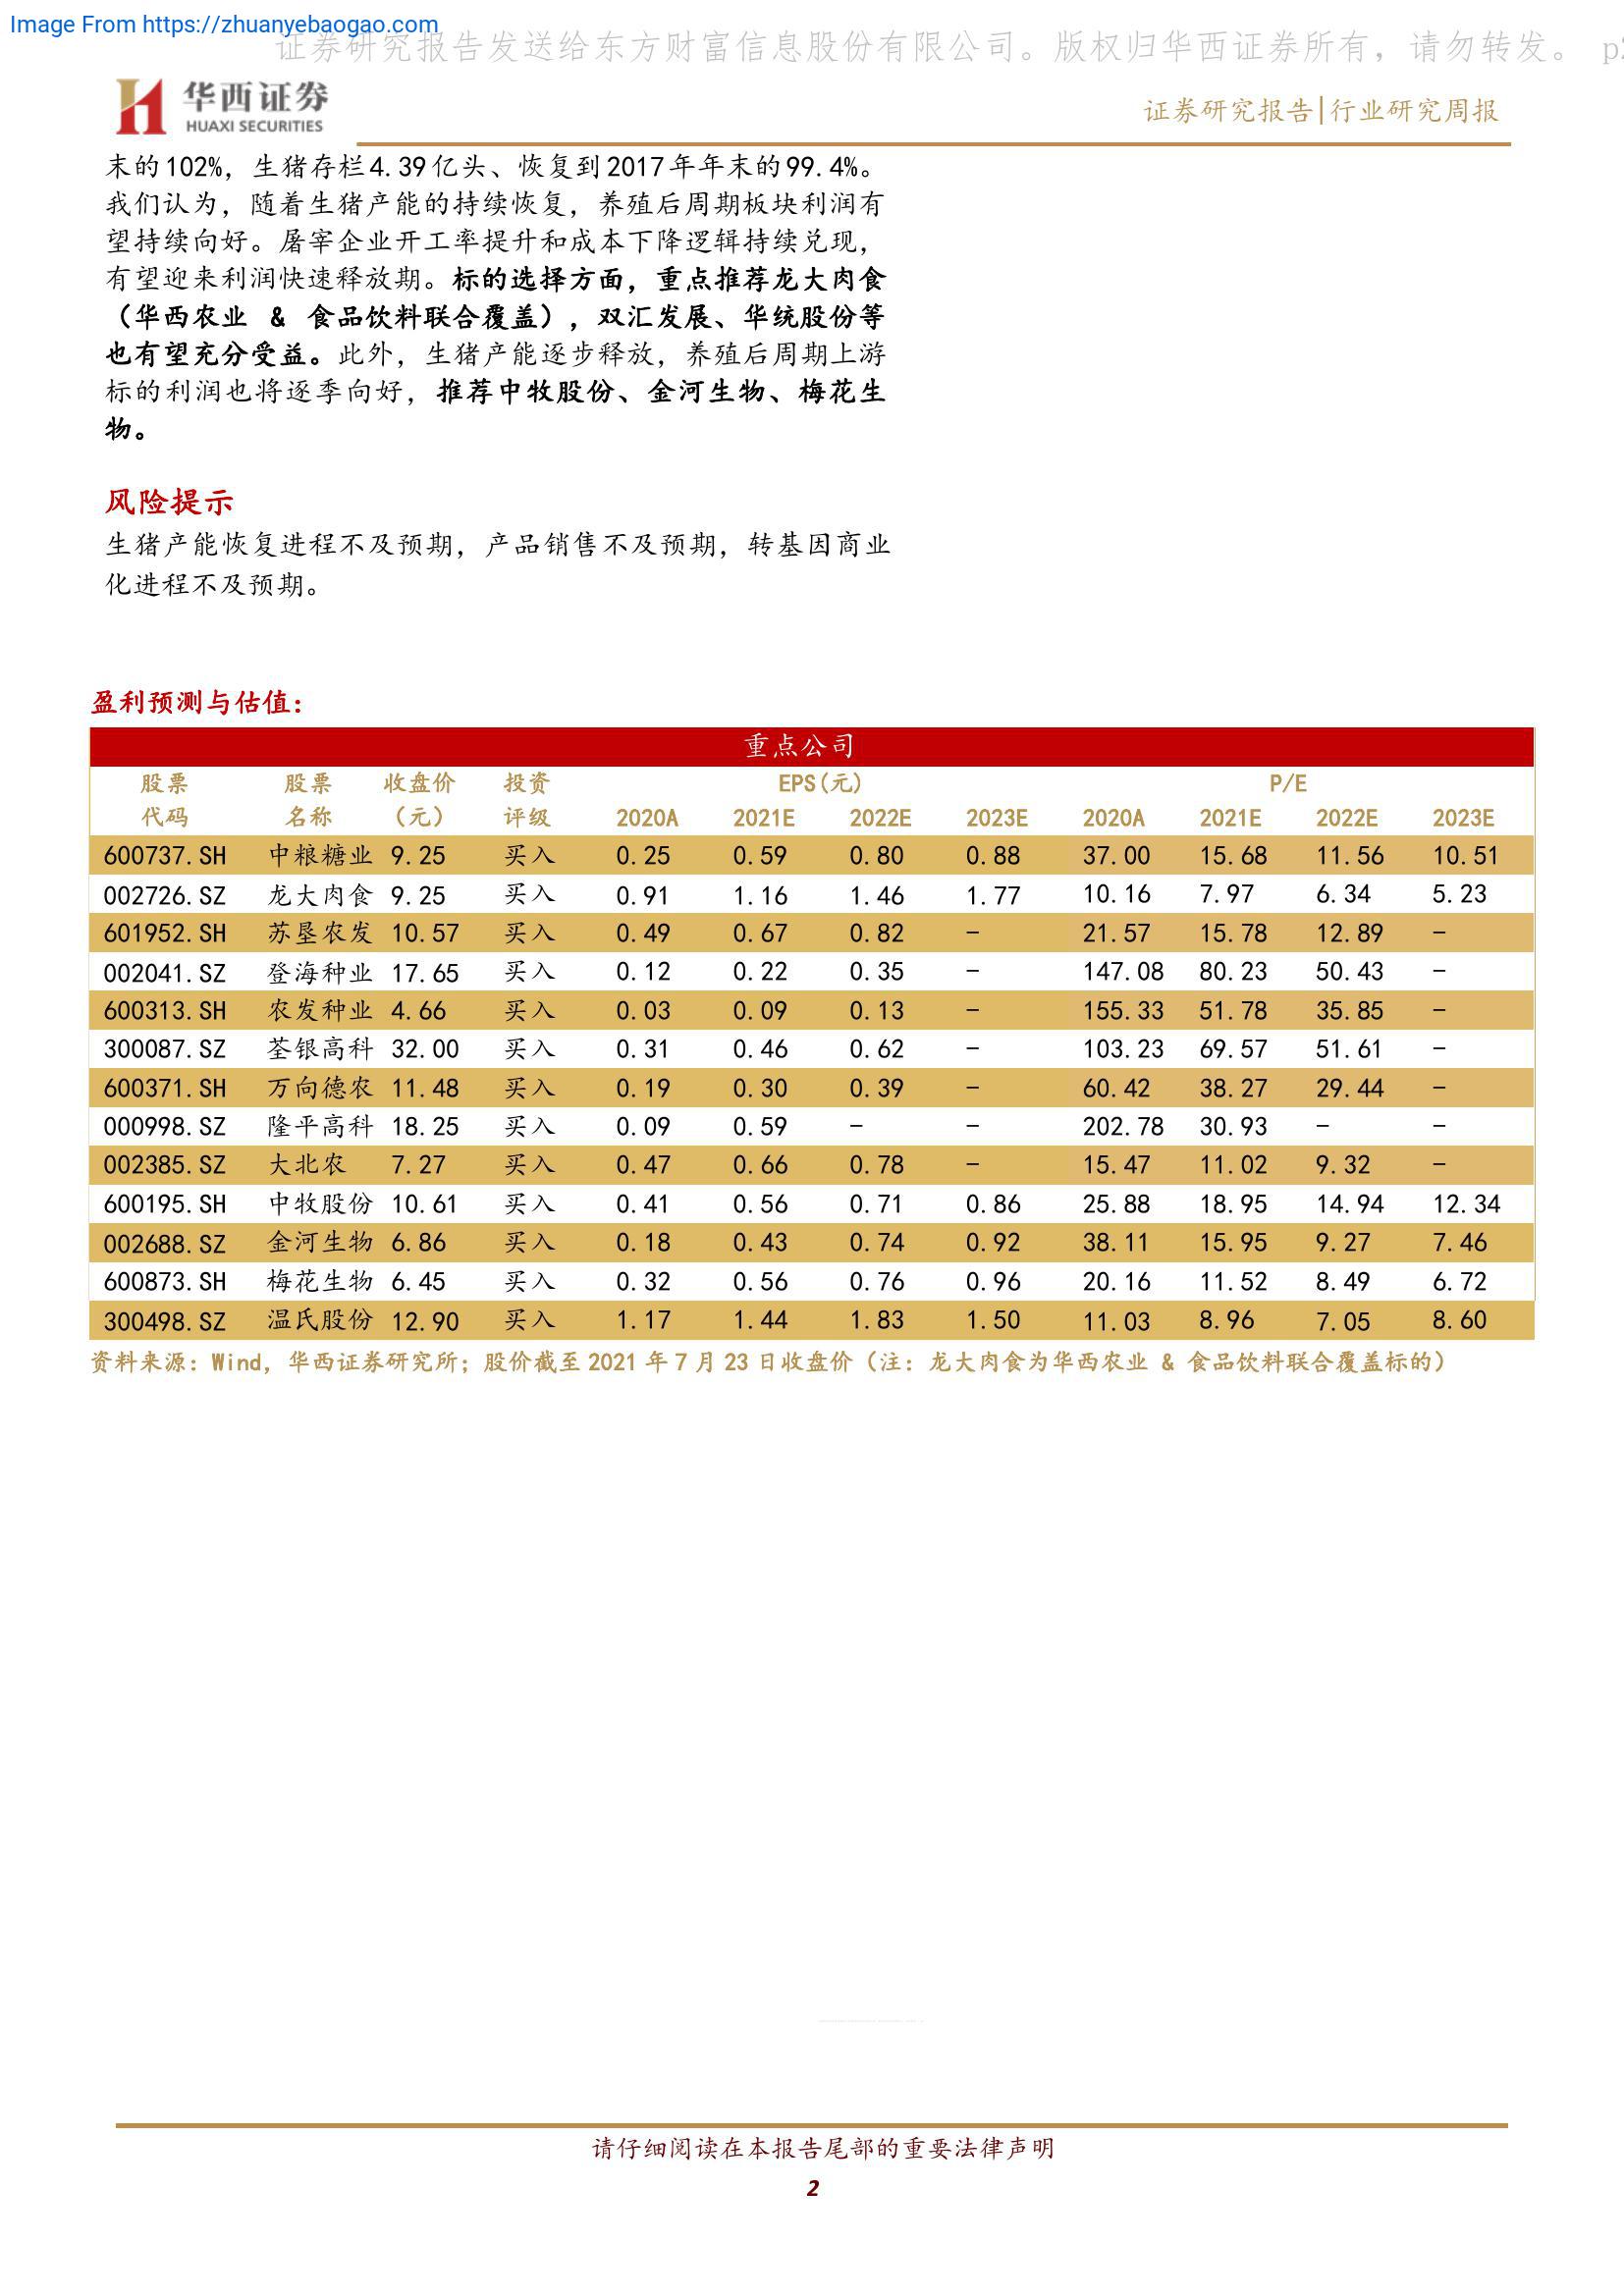 Image From https://zhuanyebaogao.com
证券研究报告发送给东方财富信息股份有限公司。版权归华西证券所有，请勿转发。 p2
华西证券
HUAXI SECURITIES
证券研究报告|行业研究周报
末的102%，生猪存栏4.39亿头、恢复到2017年年末的99.4%。
我们认为，随着生猪产能的持续恢复，养殖后周期板块利润有
望持续向好。屠宰企业开工率提升和成本下降逻辑持续兑现，
有望迎来利润快速释放期。标的选择方面，重点推荐龙大肉食
（华西农业 & 食品饮料联合覆盖），双汇发展、华统股份等
也有望充分受益。此外，生猪产能逐步释放，养殖后周期上游
标的利润也将逐季向好，推荐中牧股份、金河生物、梅花生
物。
风险提示
生猪产能恢复进程不及预期，产品销售不及预期，转基因商业
化进程不及预期。
盈利预测与估值：
重点公司
股票 股票 收盘价 投资 EPS(元) P/E
代码 名称 （元） 评级 2020A 2021E 2022E 2023E 2020A 2021E 2022E 2023E
600737.SH 中粮糖业 9.25 买入 0.25 0.59 0.80 0.88 37.00 15.68 11.56 10.51
002726.SZ 龙大肉食 9.25 买入 0.91 1.16 1.46 1.77 10.16 7.97 6.34 5.23
601952.SH 苏垦农发 10.57 买入 0.49 0.67 0.82 - 21.57 15.78 12.89 -
002041.SZ 登海种业 17.65 买入 0.12 0.22 0.35 - 147.08 80.23 50.43 -
600313.SH 农发种业 4.66 买入 0.03 0.09 0.13 - 155.33 51.78 35.85 -
300087.SZ 荃银高科 32.00 买入 0.31 0.46 0.62 - 103.23 69.57 51.61 -
600371.SH 万向德农 11.48 买入 0.19 0.30 0.39 - 60.42 38.27 29.44 -
000998.SZ 隆平高科 18.25 买入 0.09 0.59 - - 202.78 30.93 - -
002385.SZ 大北农 7.27 买入 0.47 0.66 0.78 - 15.47 11.02 9.32 -
600195.SH 中牧股份 10.61 买入 0.41 0.56 0.71 0.86 25.88 18.95 14.94 12.34
002688.SZ 金河生物 6.86 买入 0.18 0.43 0.74 0.92 38.11 15.95 9.27 7.46
600873.SH 梅花生物 6.45 买入 0.32 0.56 0.76 0.96 20.16 11.52 8.49 6.72
300498.SZ 温氏股份 12.90 买入 1.17 1.44 1.83 1.50 11.03 8.96 7.05 8.60
资料来源：Wind，华西证券研究所；股价截至 2021 年 7 月 23 日收盘价（注：龙大肉食为华西农业 & 食品饮料联合覆盖标的）
请仔细阅读在本报告尾部的重要法律声明
2